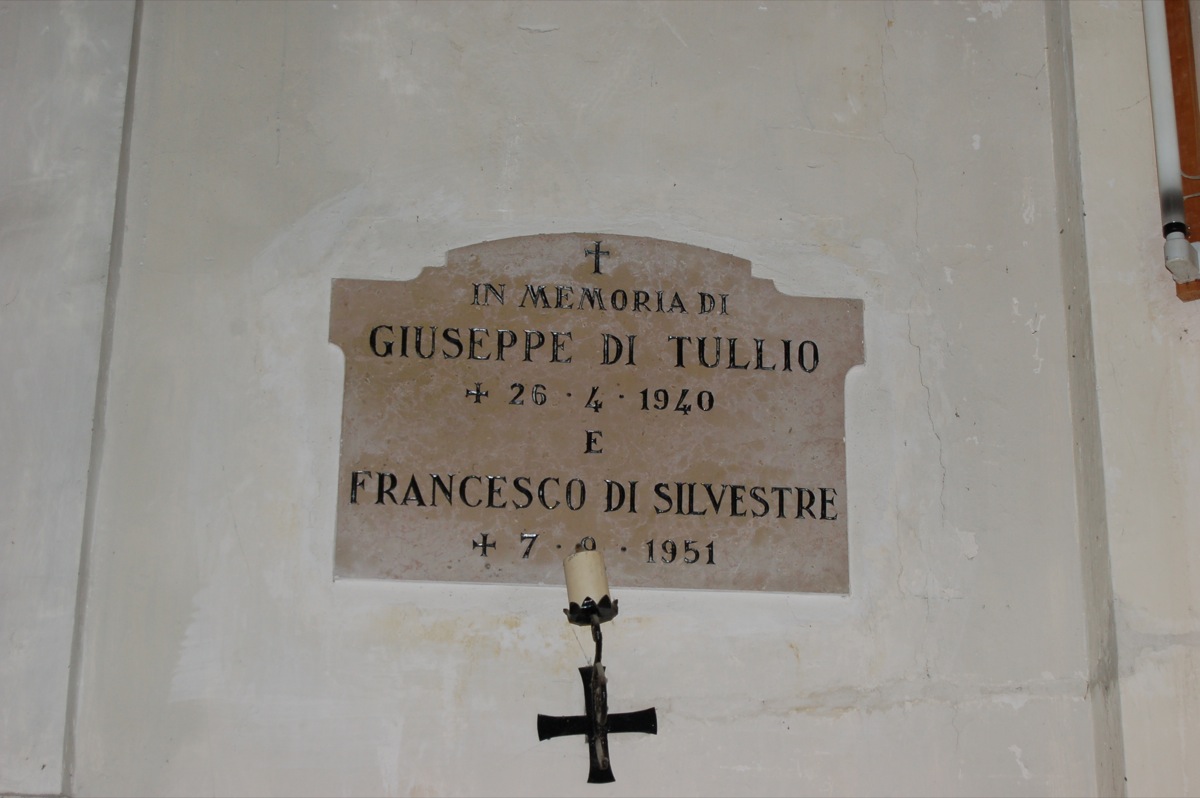 IN MEMORIA DI
GIUSEPPE DI TULLIO
✝ 26 · 4 · 1940
E
FRANCESCO DI SILVESTRE
✝ 7 · · 1951